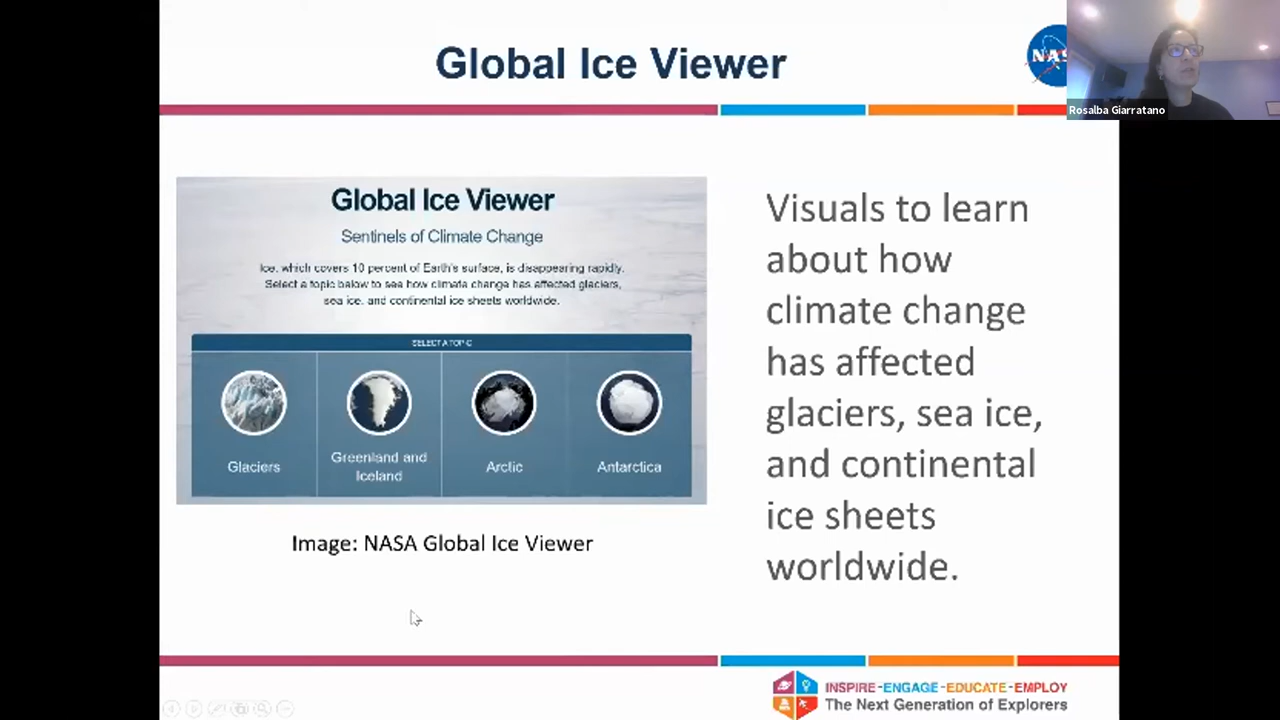 Global Ice Viewer
NAS
Rosalba Giarratano
Global Ice Viewer
Sentinels of Climate Change
Ice, which covers 10 percent of Earth's surface, is disappearing rapidly.
Select a topic below to see how climate change has affected glaciers,
sea ice, and continental ice sheets worldwide.
SELECT A TOPIC
Glaciers
Greenland and
Iceland
Arctic
Antarctica
Image: NASA Global Ice Viewer
Visuals to learn
about how
climate change
has affected
glaciers, sea ice,
and continental
ice sheets
worldwide.
INSPIRE - ENGAGE - EDUCATE - EMPLOY
The Next Generation of Explorers